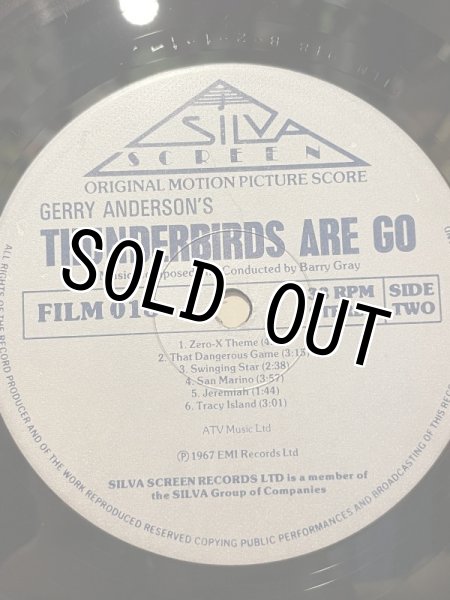 SILVA
SCREEN
ORIGINAL MOTION PICTURE SCORE
GERRY ANDERSON'S
THUNDERBIRDS ARE GO
Conducted by Barry Gray
SOLD OUT
FILM
RPM
SIDE
TWO
1. Zero-X Theme
2. That Dangerous Game (3:15)
3. Swinging Star (2:38)
4. San Marino (3:57)
5. Jeremiah (1:44)
6. Tracy Island (3:01)
ATV Music Ltd
Ⓟ 1967 EMI Records Ltd
SILVA SCREEN RECORDS LTD is a member of
the SILVA Group of Companies
ALL RIGHTS OF THE RECORD PRODUCER AND OF THE WORK REPRODUCED RESERVED COPYING PUBLIC PERFORMANCES AND BROADCASTING OF THIS